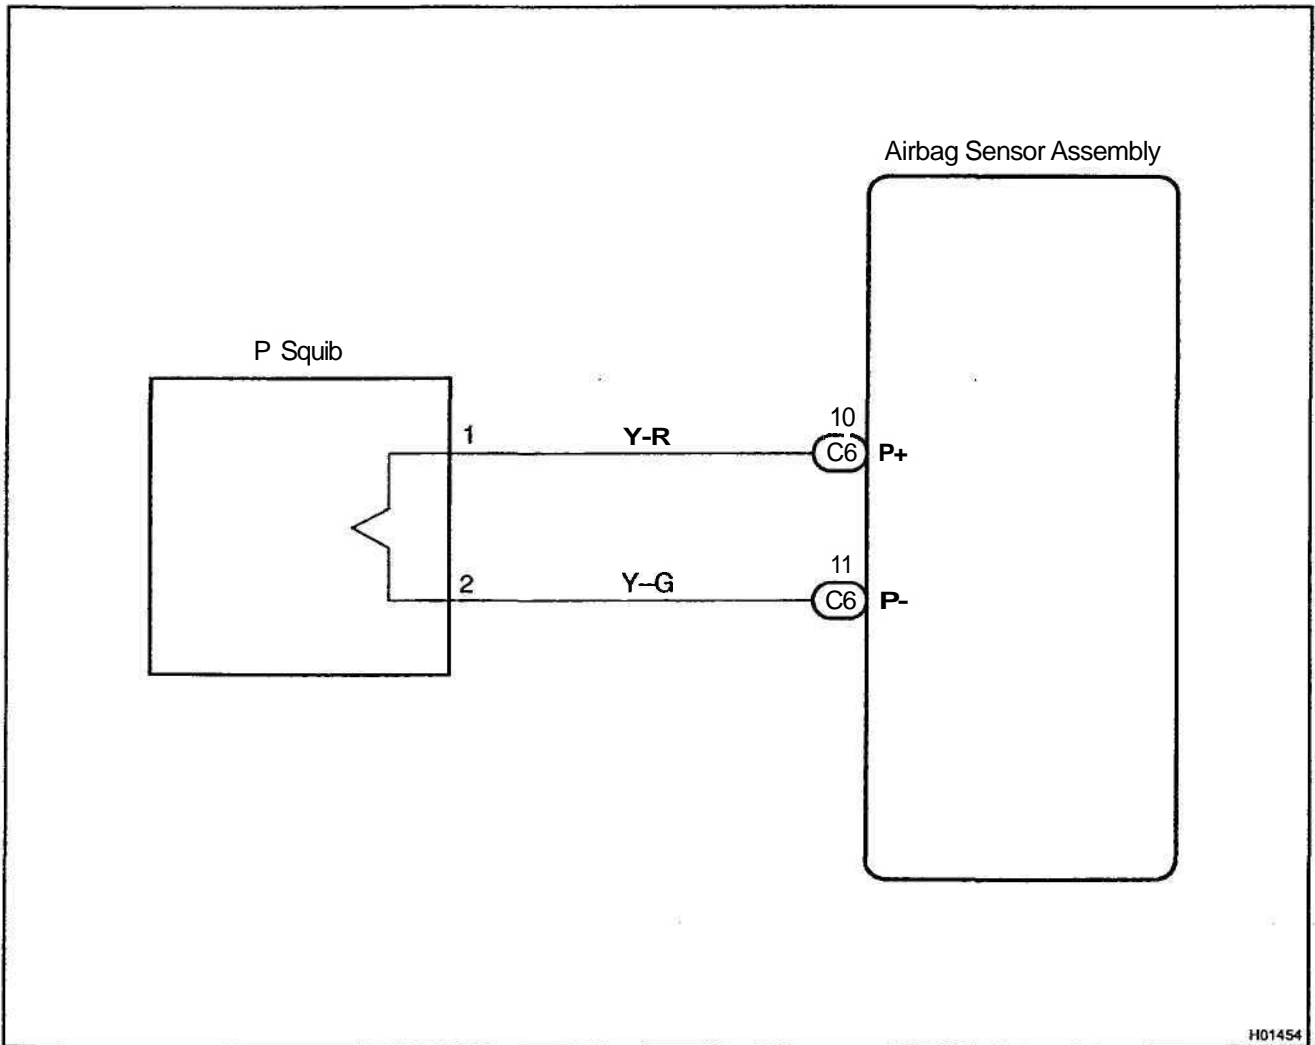 Airbag Sensor Assembly
P Squib
1
Y-R
10
C6
P+
2
Y–G
11
C6
P-
H01454